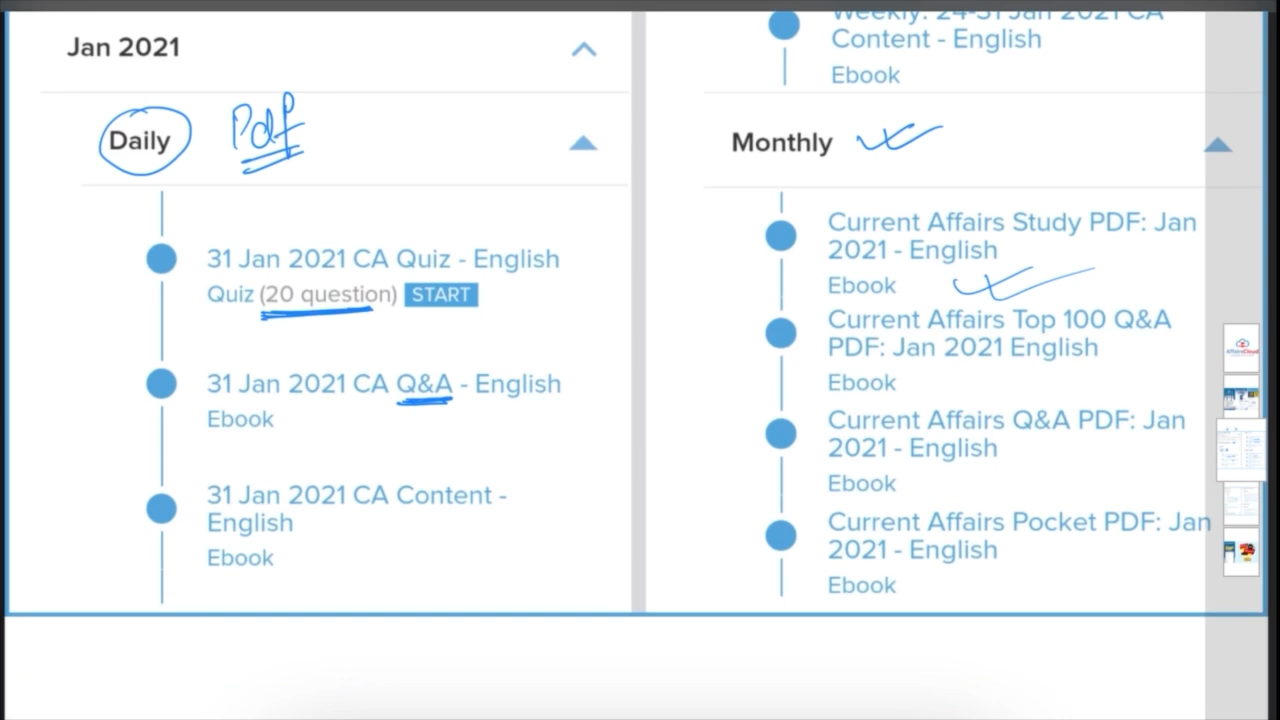 Jan 2021
Daily Pdf
31 Jan 2021 CA Quiz - English
Quiz (20 question) START
31 Jan 2021 CA Q&A - English
Ebook
31 Jan 2021 CA Content -
English
Ebook
Weekly: 24-31 Jan 2021 CA
Content - English
Ebook
Monthly
Current Affairs Study PDF: Jan
2021 - English
Ebook
Current Affairs Top 100 Q&A
PDF: Jan 2021 English
Ebook
Current Affairs Q&A PDF: Jan
2021 - English
Ebook
Current Affairs Pocket PDF: Jan
2021 - English
Ebook
AffairsCloud